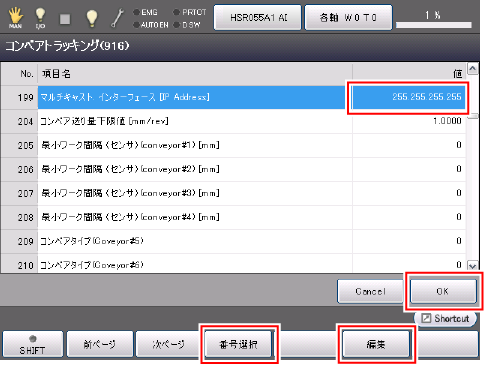 MAN
I/O
EMG
PRTCT
AUTO EN
D SW
HSR055A1 AI
各軸 W 0 T 0
1 %
コンベアトラッキング(916)
No. 項目名 値
199 マルチキャスト インターフェース [IP Address] 255.255.255.255
204 コンベア送り量下限値 [mm/rev] 1.0000
205 最小ワーク間隔 (センサ)(conveyor#1) [mm] 0
206 最小ワーク間隔 (センサ)(conveyor#2) [mm] 0
207 最小ワーク間隔 (センサ)(conveyor#3) [mm] 0
208 最小ワーク間隔 (センサ)(conveyor#4) [mm] 0
209 コンベアタイプ(Coveyor#5) 0
210 コンベアタイプ(Coveyor#6) 0
Cancel OK
Shortcut
SHIFT 前ページ 次ページ 番号選択 編集